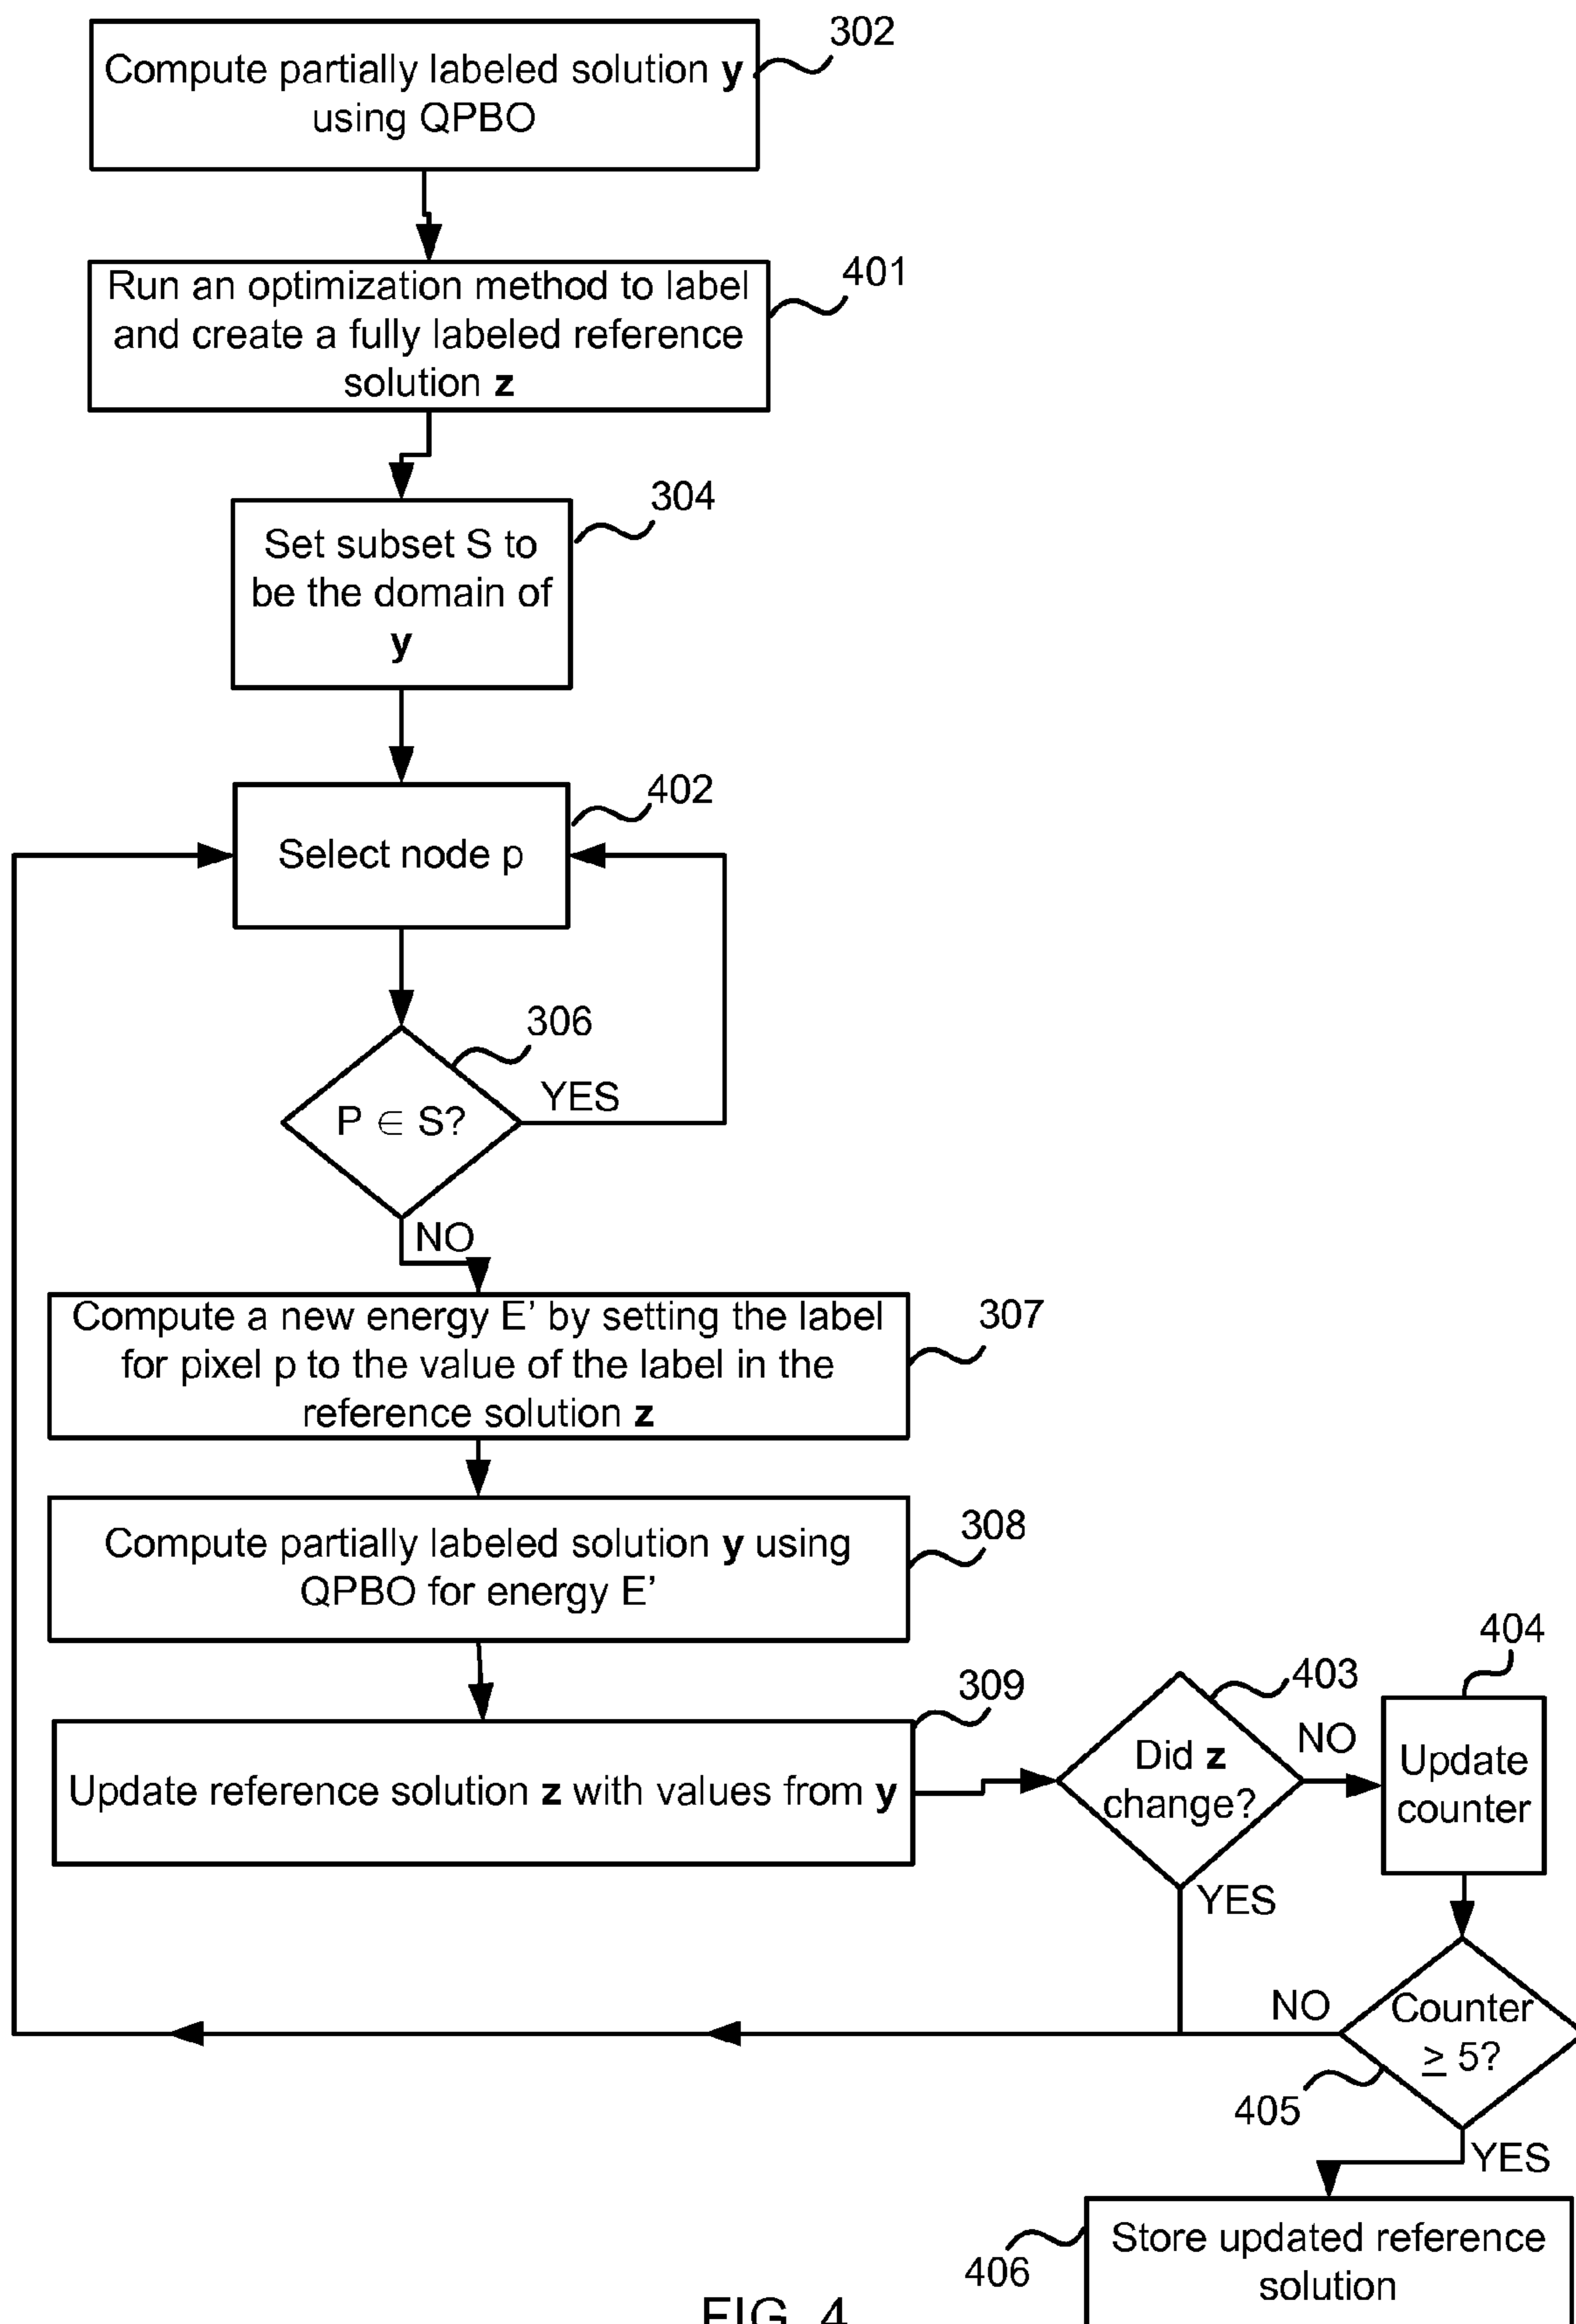 302
Compute partially labeled solution y
using QPBO
401
Run an optimization method to label
and create a fully labeled reference
solution z
304
Set subset S to
be the domain of
y
402
Select node p
306
P ∈ S?
YES
NO
307
Compute a new energy E’ by setting the label
for pixel p to the value of the label in the
reference solution z
308
Compute partially labeled solution y using
QPBO for energy E’
309
Update reference solution z with values from y
403
Did z
change?
NO
YES
404
Update
counter
Counter
≥ 5?
NO
405
YES
406
Store updated reference
solution
FIG. 4